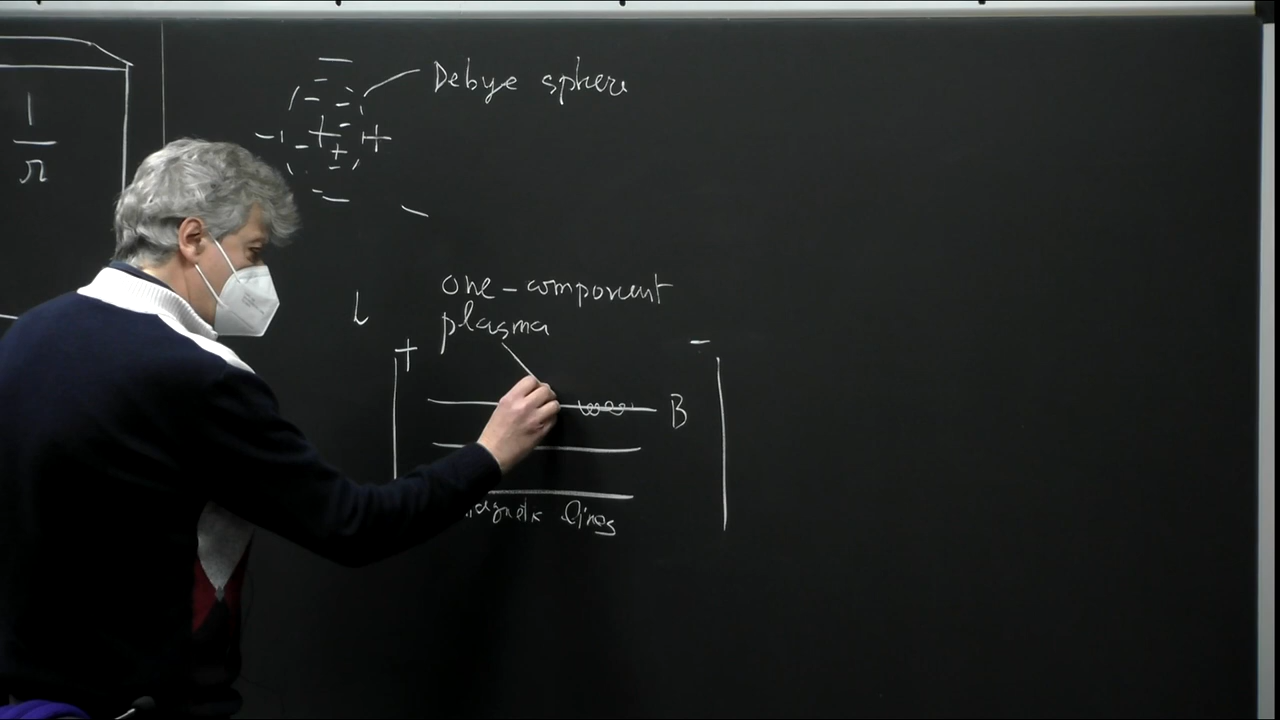 1
r
Debye sphere
L
one-component
plasma
+ -
B
magnetic lines